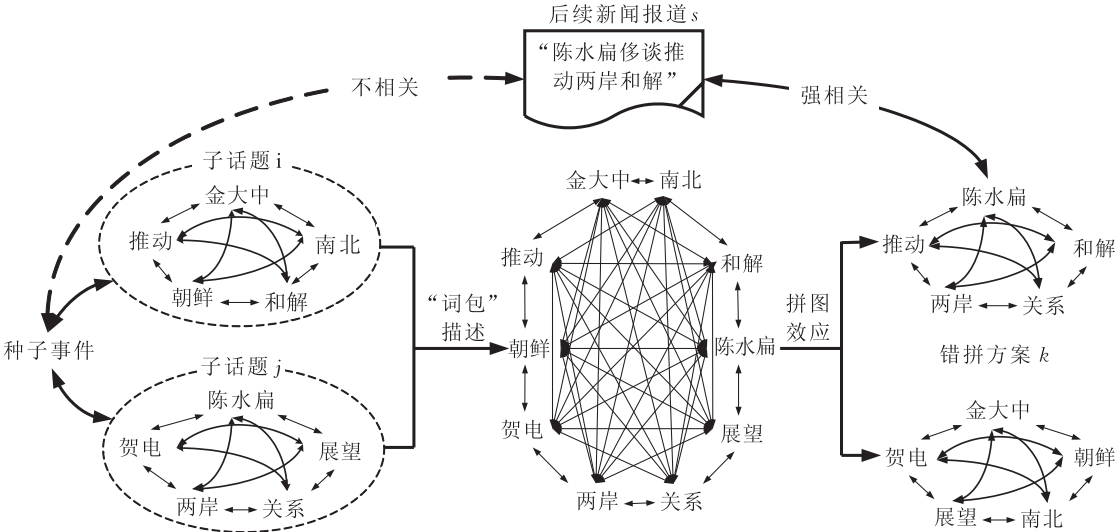 后续新闻报道s
“陈水扁侈谈推
动两岸和解”
不相关
强相关
子话题i
金大中
推动
南北
朝鲜
和解
种子事件
子话题j
陈水扁
贺电
展望
两岸
关系
“词包”
描述
金大中
南北
推动
和解
朝鲜
陈水扁
贺电
展望
两岸
关系
拼图
效应
陈水扁
推动
和解
两岸
关系
错拼方案 k
金大中
贺电
朝鲜
展望
南北